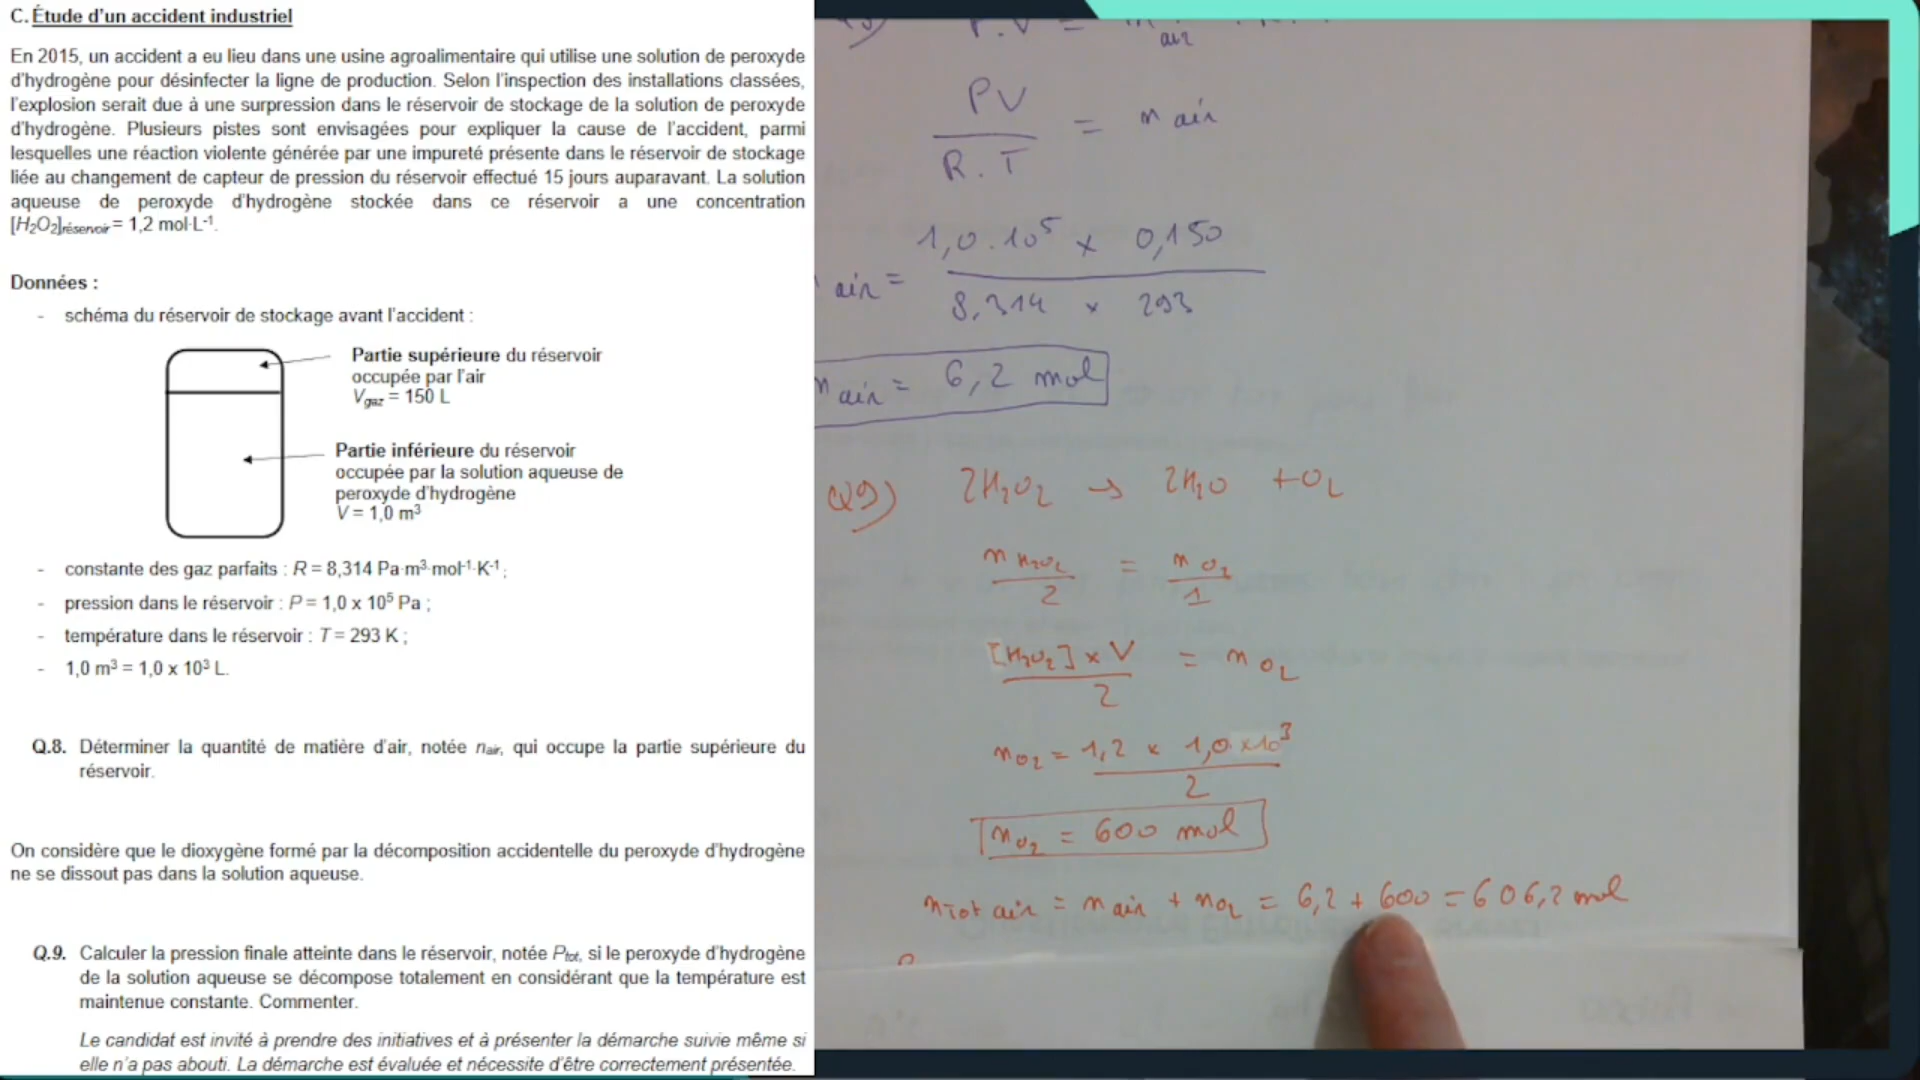 C. Étude d'un accident industriel
En 2015, un accident a eu lieu dans une usine agroalimentaire qui utilise une solution de peroxyde
d'hydrogène pour désinfecter la ligne de production. Selon l'inspection des installations classées,
l'explosion serait due à une surpression dans le réservoir de stockage de la solution de peroxyde
d'hydrogène. Plusieurs pistes sont envisagées pour expliquer la cause de l'accident, parmi
lesquelles une réaction violente générée par une impureté présente dans le réservoir de stockage
liée au changement de capteur de pression du réservoir effectué 15 jours auparavant. La solution
aqueuse de peroxyde d'hydrogène stockée dans ce réservoir a une concentration
[H₂O₂]réservoir = 1,2 mol·L⁻¹.
Données :
- schéma du réservoir de stockage avant l'accident :
Partie supérieure du réservoir
occupée par l'air
Vgaz = 150 L
Partie inférieure du réservoir
occupée par la solution aqueuse de
peroxyde d'hydrogène
V = 1,0 m³
- constante des gaz parfaits : R = 8,314 Pa·m³·mol⁻¹·K⁻¹ ;
- pression dans le réservoir : P = 1,0 x 10⁵ Pa ;
- température dans le réservoir : T = 293 K ;
- 1,0 m³ = 1,0 x 10³ L.
Q.8. Déterminer la quantité de matière d'air, notée nair, qui occupe la partie supérieure du
réservoir.
On considère que le dioxygène formé par la décomposition accidentelle du peroxyde d'hydrogène
ne se dissout pas dans la solution aqueuse.
Q.9. Calculer la pression finale atteinte dans le réservoir, notée Ptot, si le peroxyde d'hydrogène
de la solution aqueuse se décompose totalement en considérant que la température est
maintenue constante. Commenter.
Le candidat est invité à prendre des initiatives et à présenter la démarche suivie même si
elle n'a pas abouti. La démarche est évaluée et nécessite d'être correctement présentée.
PV / R.T = n air
air = 1,0.10⁵ x 0,150 / 8,314 x 293
n air = 6,2 mol
Q9) 2H₂O₂ → 2H₂O + O₂
n H₂O₂ / 2 = n O₂ / 1
[H₂O₂] x V / 2 = n O₂
n O₂ = 1,2 x 1,0 x 10³ / 2
n O₂ = 600 mol
n Tot air = n air + n O₂ = 6,2 + 600 = 606,2 mol